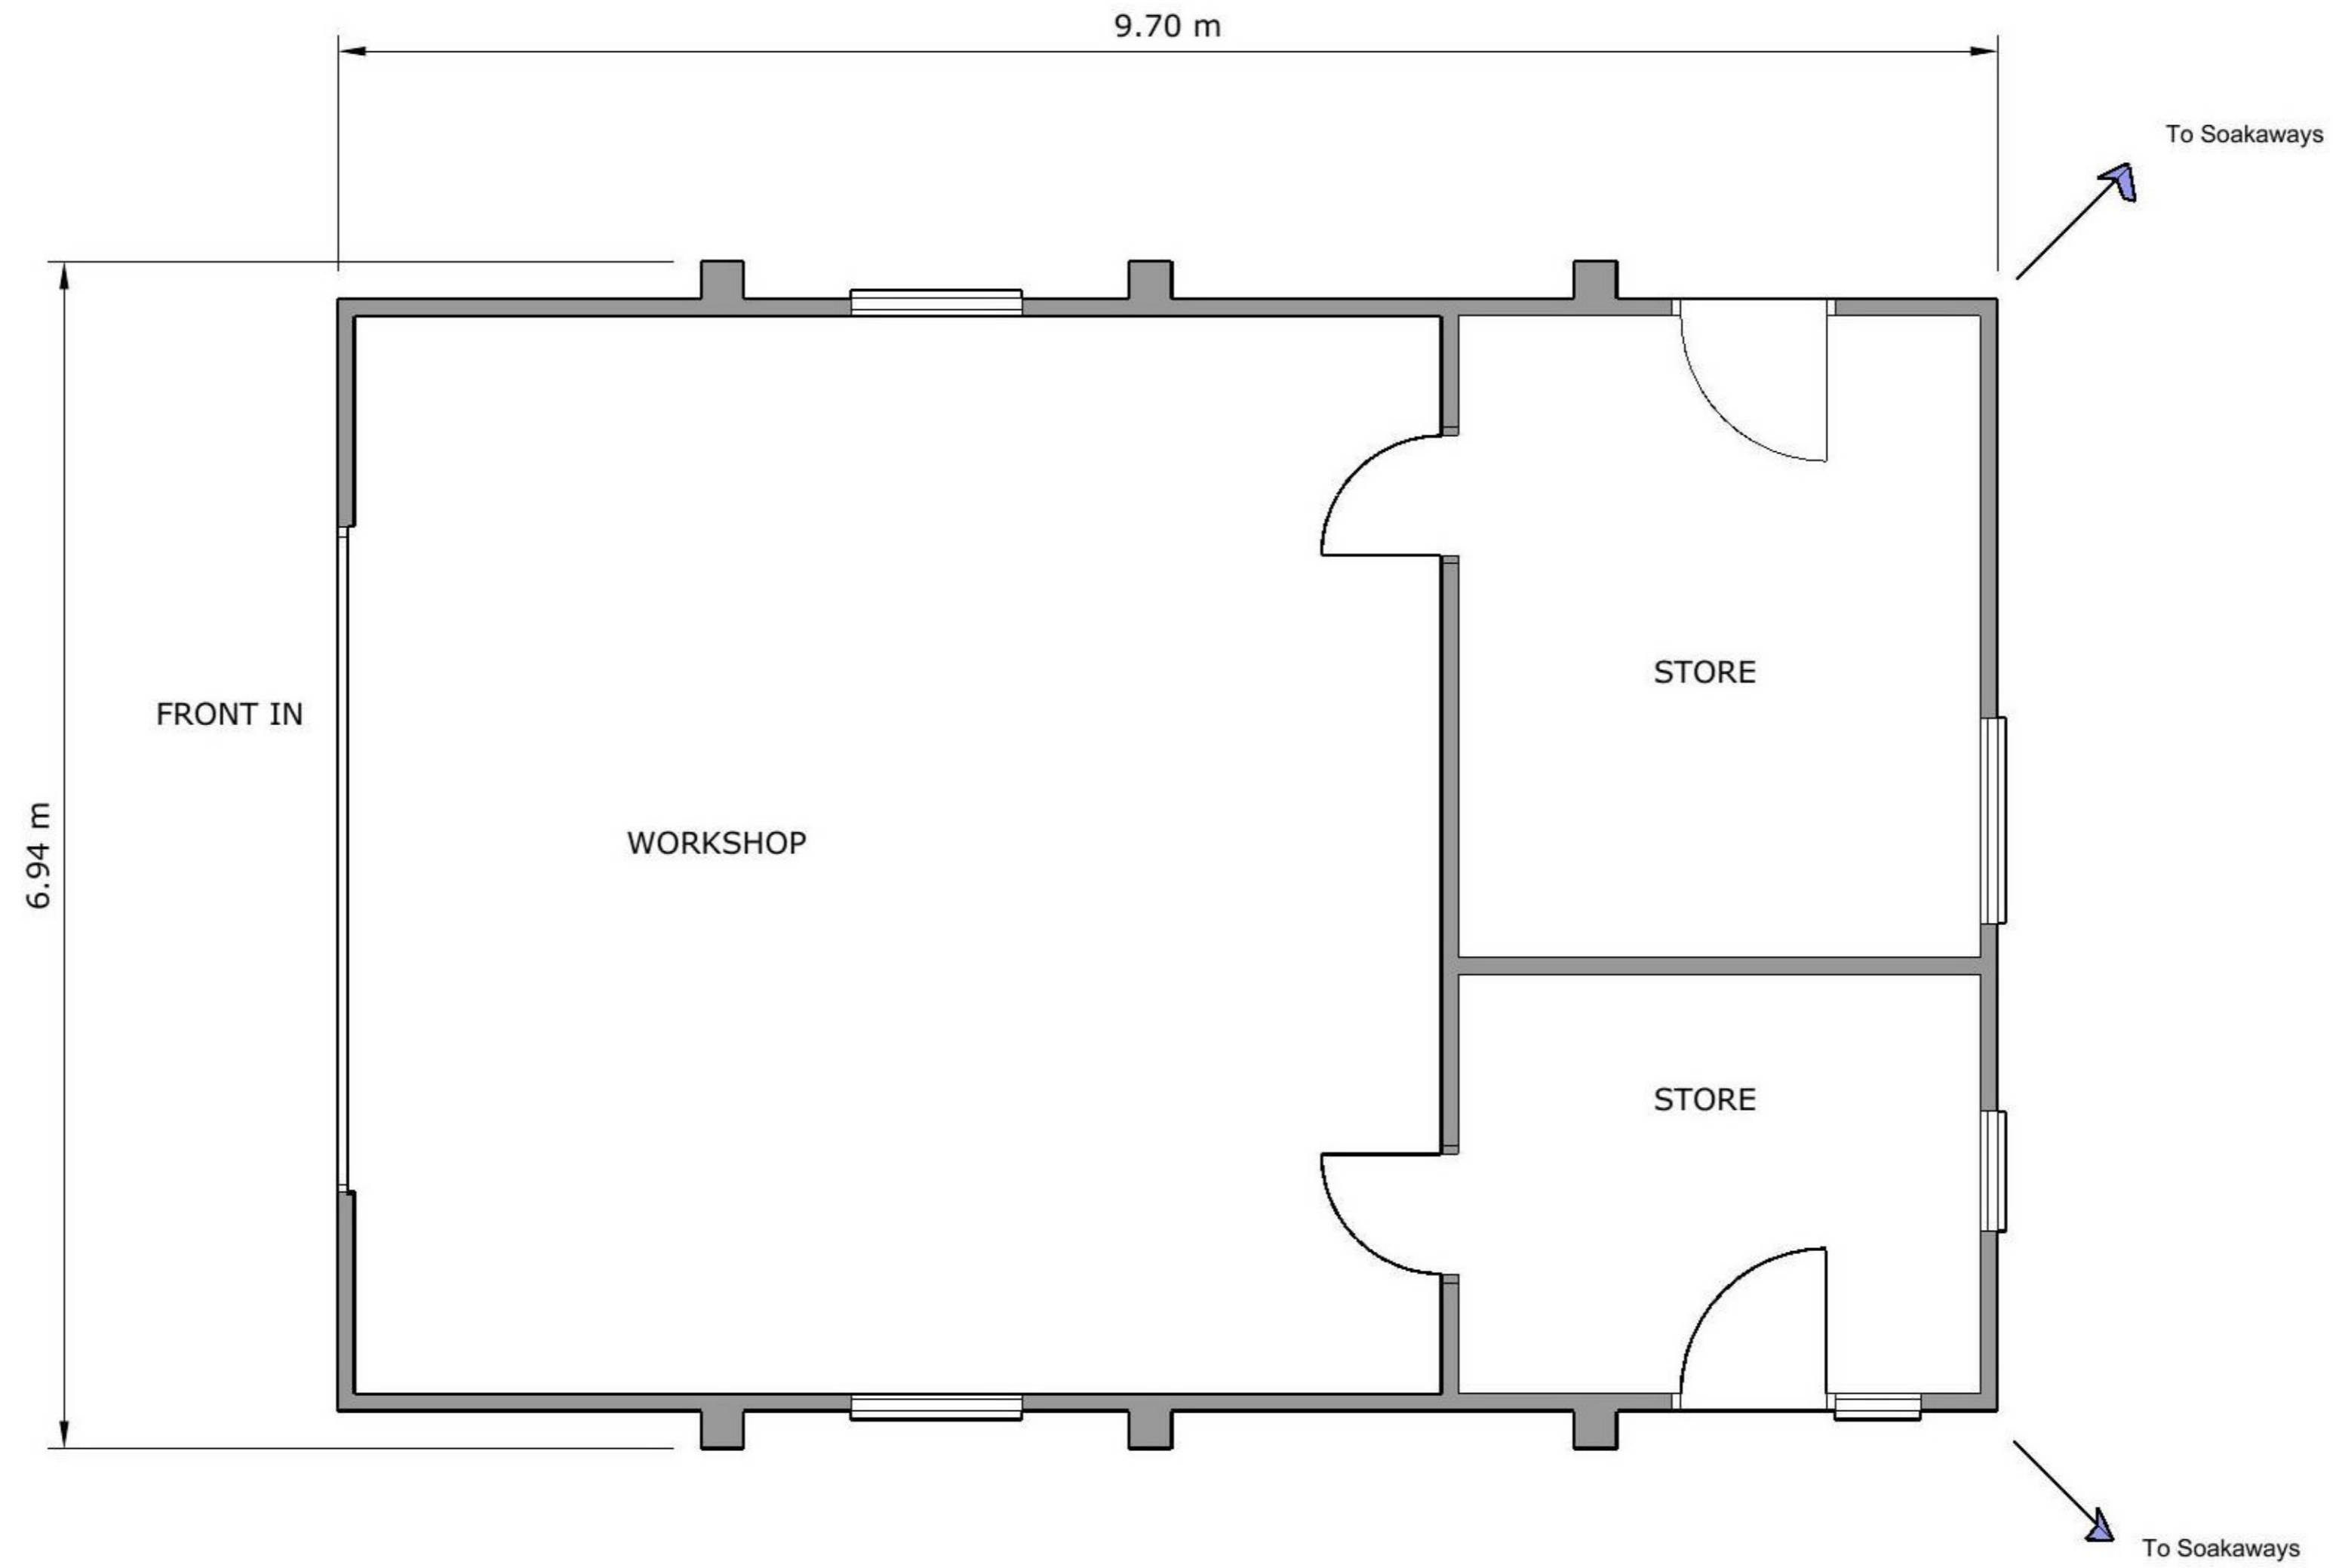 9.70 m
To Soakaways
STORE
FRONT IN
6.94 m
WORKSHOP
STORE
To Soakaways